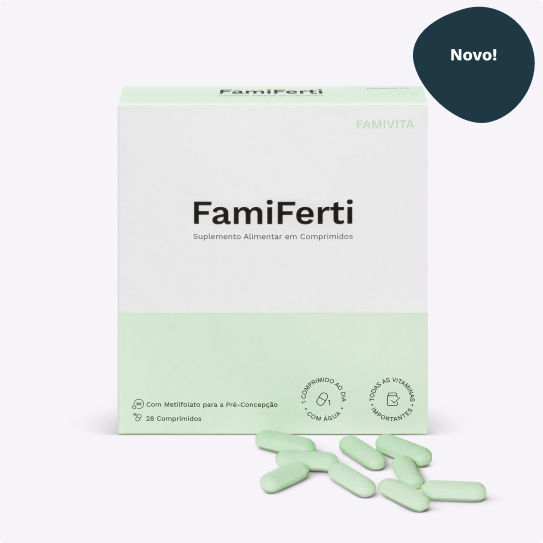 Novo!
FamiFerti
FAMIVITA
FamiFerti
Suplemento Alimentar em Comprimidos
Com Metilfolato para a Pré-Concepção
28 Comprimidos
1 COMPRIMIDO AO DIA
• COM ÁGUA •
1
TODAS AS VITAMINAS
• IMPORTANTES •